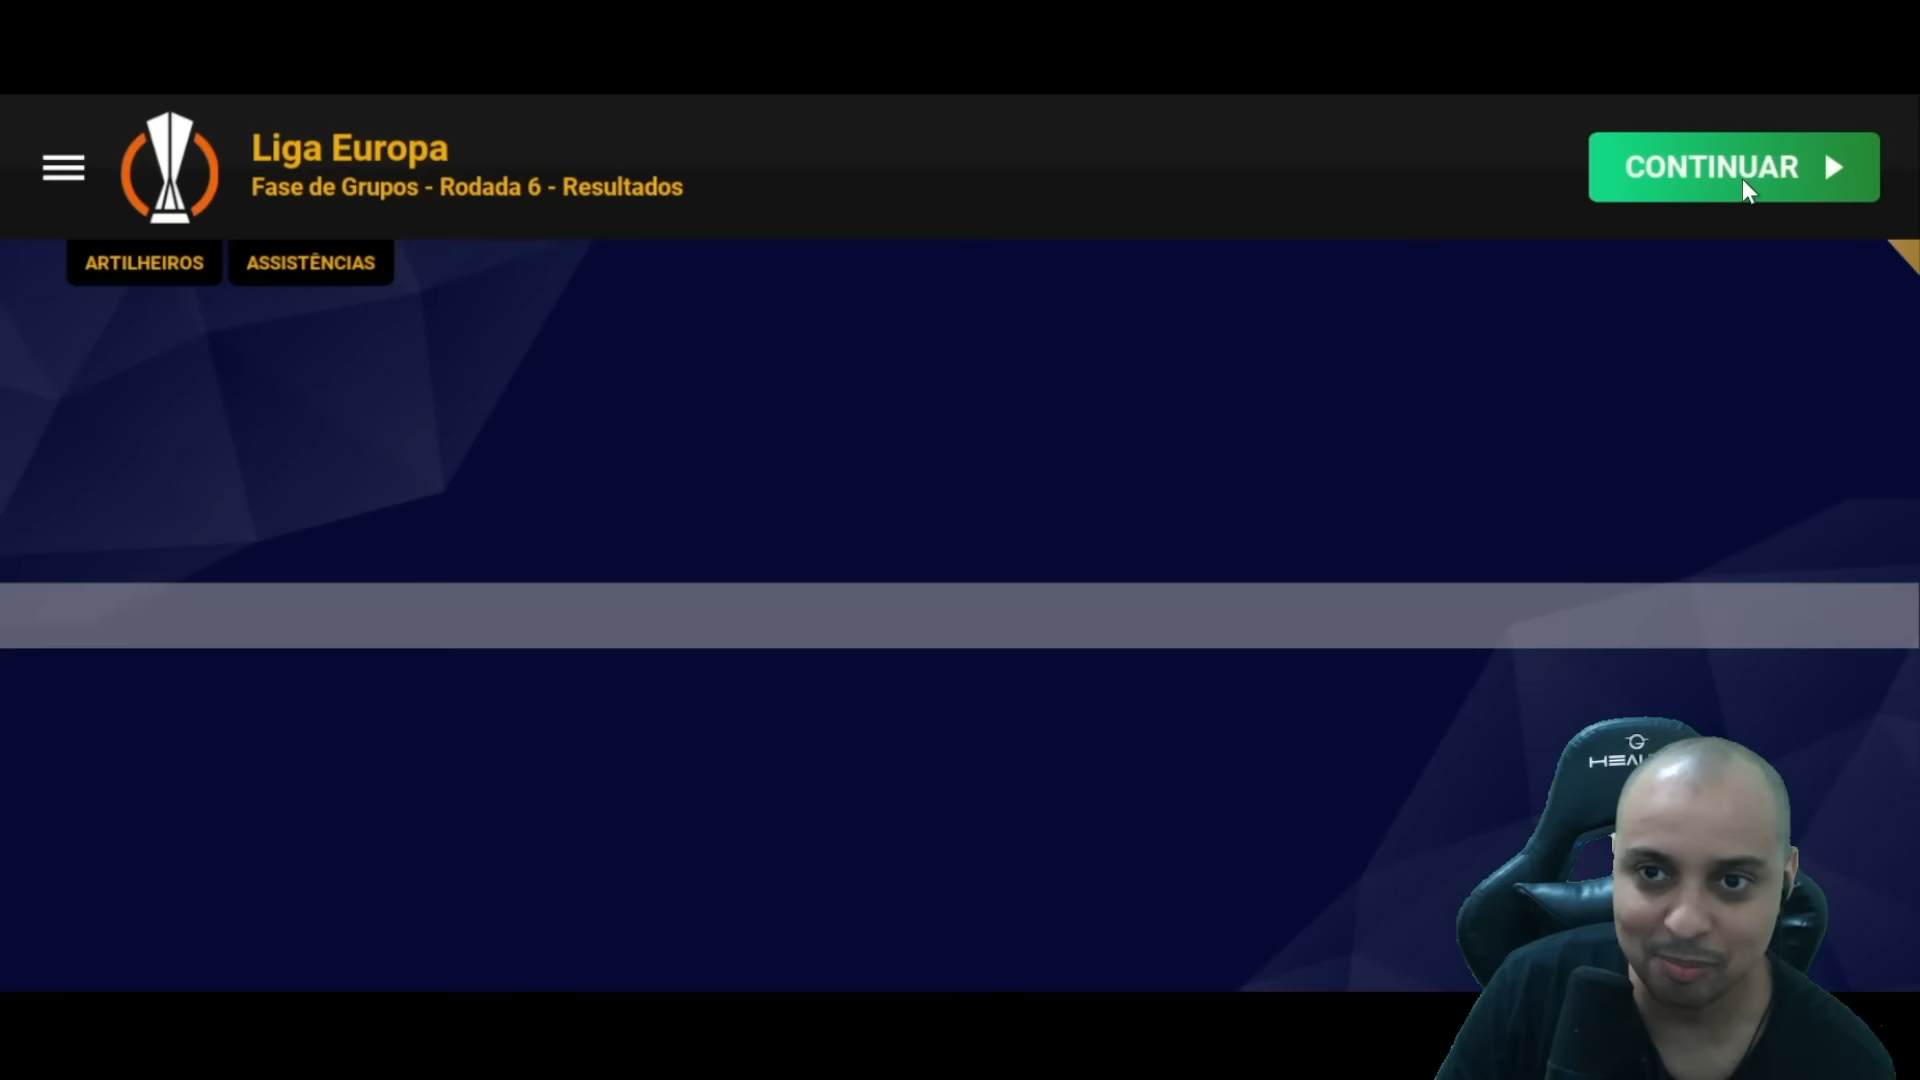 Liga Europa
Fase de Grupos - Rodada 6 - Resultados
CONTINUAR
ARTILHEIROS
ASSISTÊNCIAS